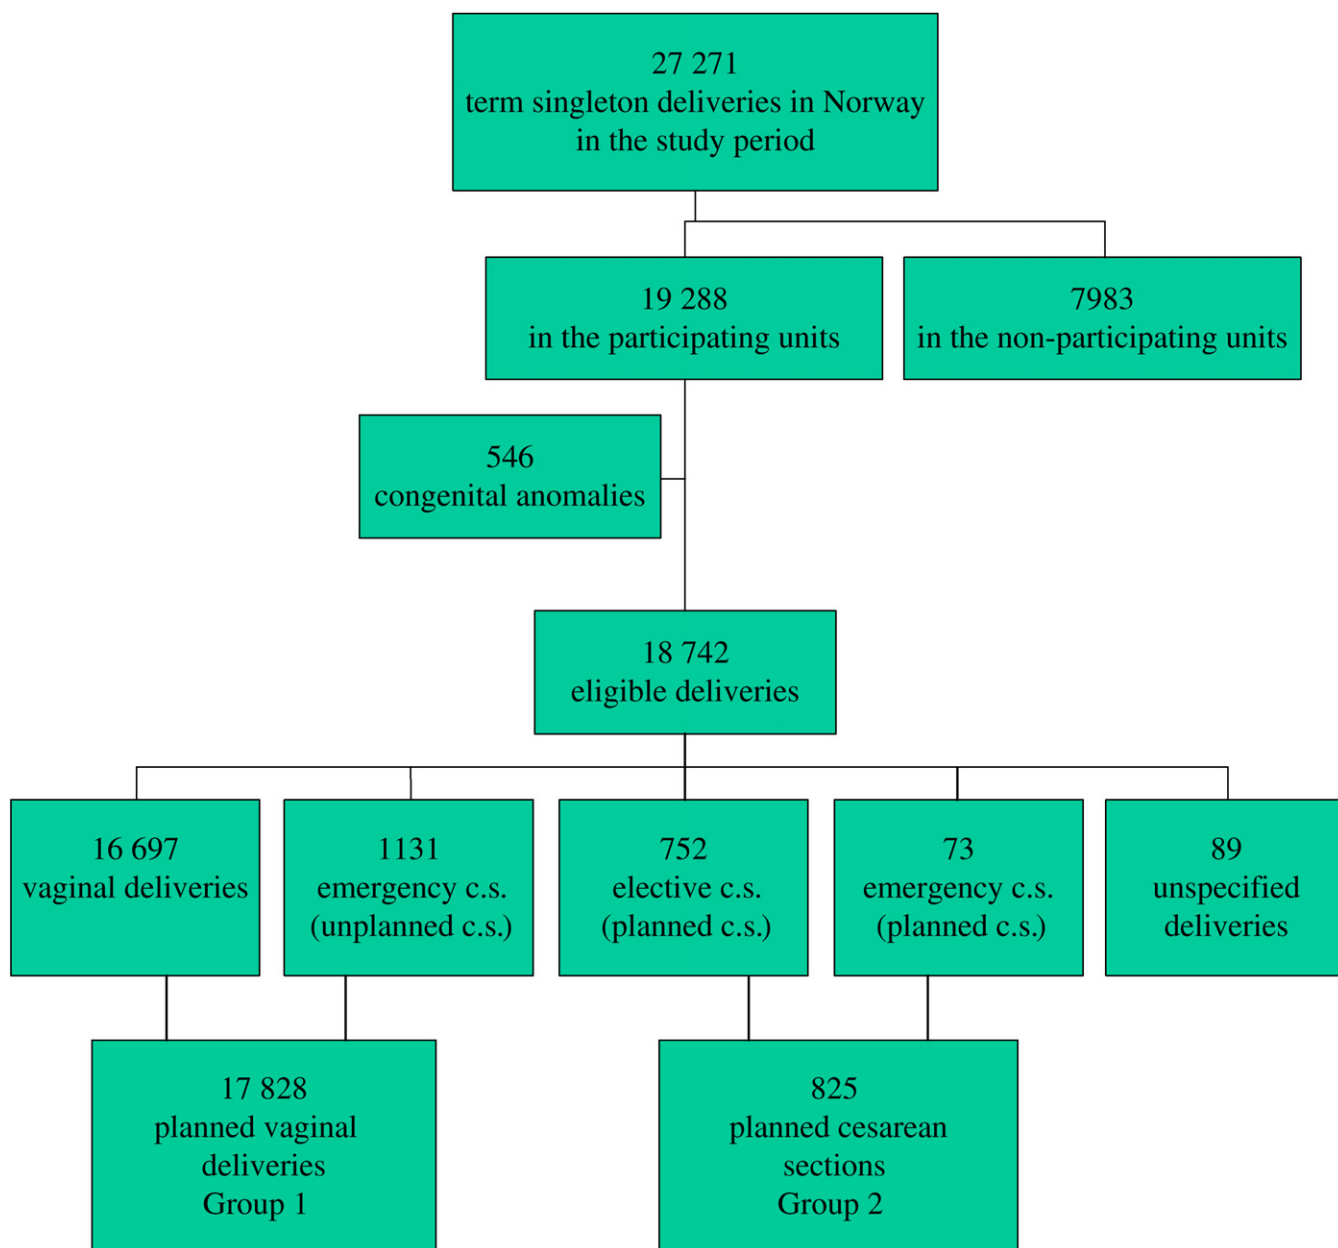 27 271
term singleton deliveries in Norway
in the study period
19 288
in the participating units
7983
in the non-participating units
546
congenital anomalies
18 742
eligible deliveries
16 697
vaginal deliveries
1131
emergency c.s.
(unplanned c.s.)
752
elective c.s.
(planned c.s.)
73
emergency c.s.
(planned c.s.)
89
unspecified
deliveries
17 828
planned vaginal
deliveries
Group 1
825
planned cesarean
sections
Group 2